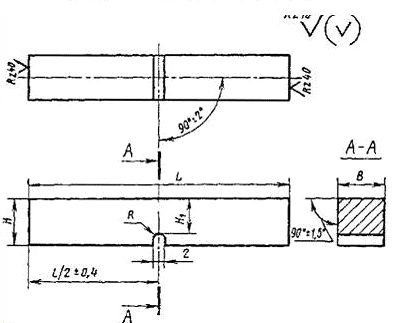 √(√)
Rz40
Rz40
90°±2°
A
A-A
L
B
H
R
H₁
90°±1,5°
2
L/2 ± 0,4
A